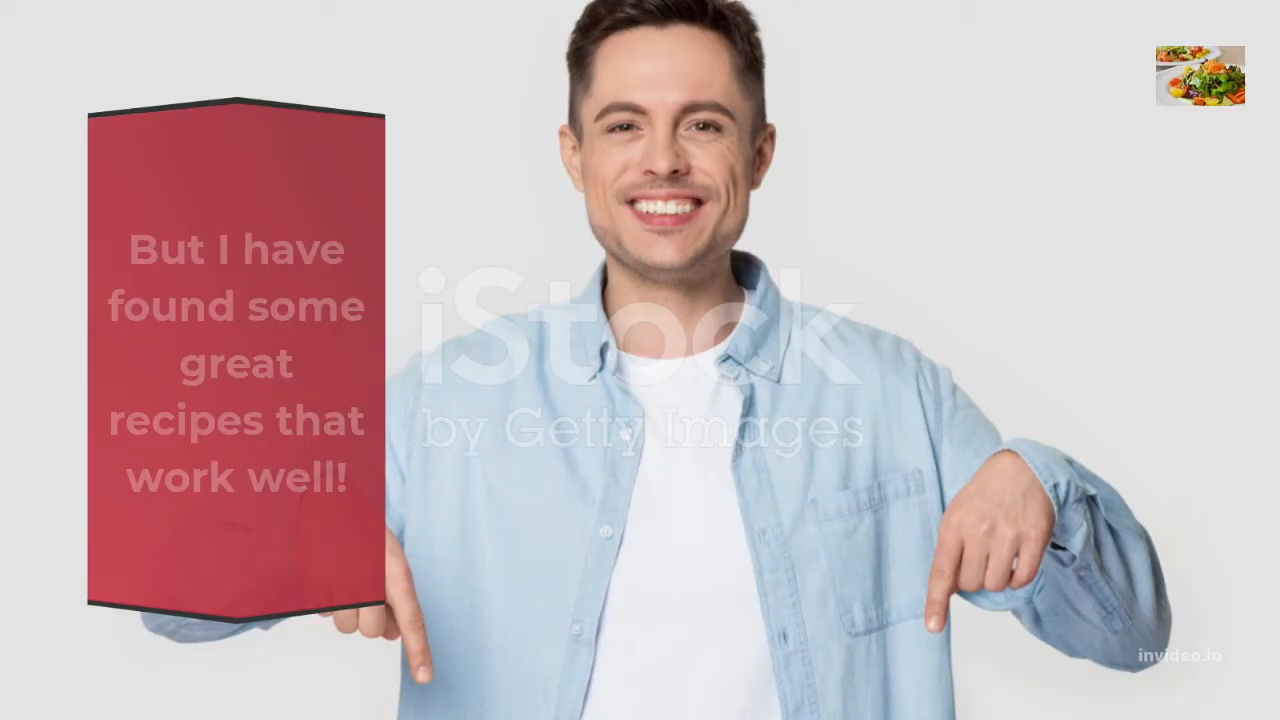 But I have
found some
great
recipes that
work well!
iStock
by Getty Images
invideo.io